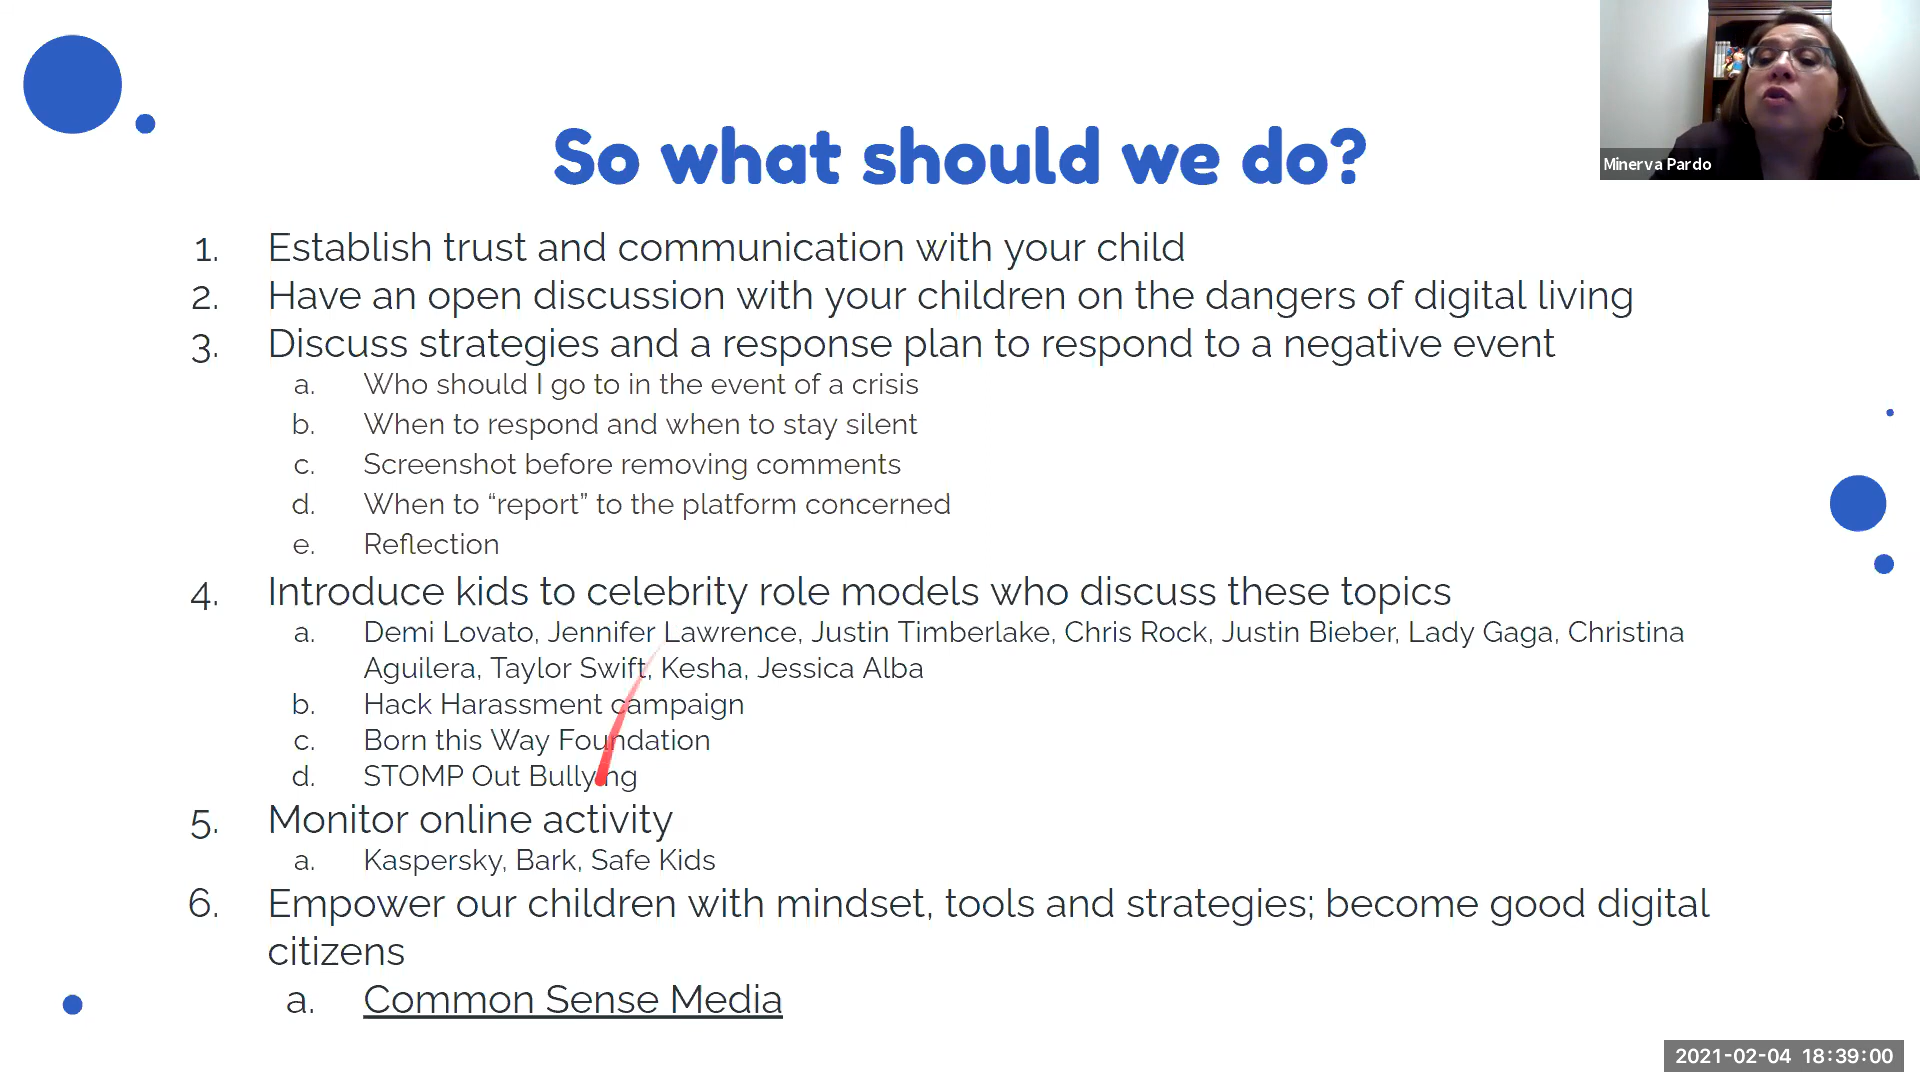 So what should we do?
Minerva Pardo
1. Establish trust and communication with your child
2. Have an open discussion with your children on the dangers of digital living
3. Discuss strategies and a response plan to respond to a negative event
a. Who should I go to in the event of a crisis
b. When to respond and when to stay silent
c. Screenshot before removing comments
d. When to “report” to the platform concerned
e. Reflection
4. Introduce kids to celebrity role models who discuss these topics
a. Demi Lovato, Jennifer Lawrence, Justin Timberlake, Chris Rock, Justin Bieber, Lady Gaga, Christina
Aguilera, Taylor Swift, Kesha, Jessica Alba
b. Hack Harassment campaign
c. Born this Way Foundation
d. STOMP Out Bullying
5. Monitor online activity
a. Kaspersky, Bark, Safe Kids
6. Empower our children with mindset, tools and strategies; become good digital
citizens
a. Common Sense Media
2021-02-04 18:39:00